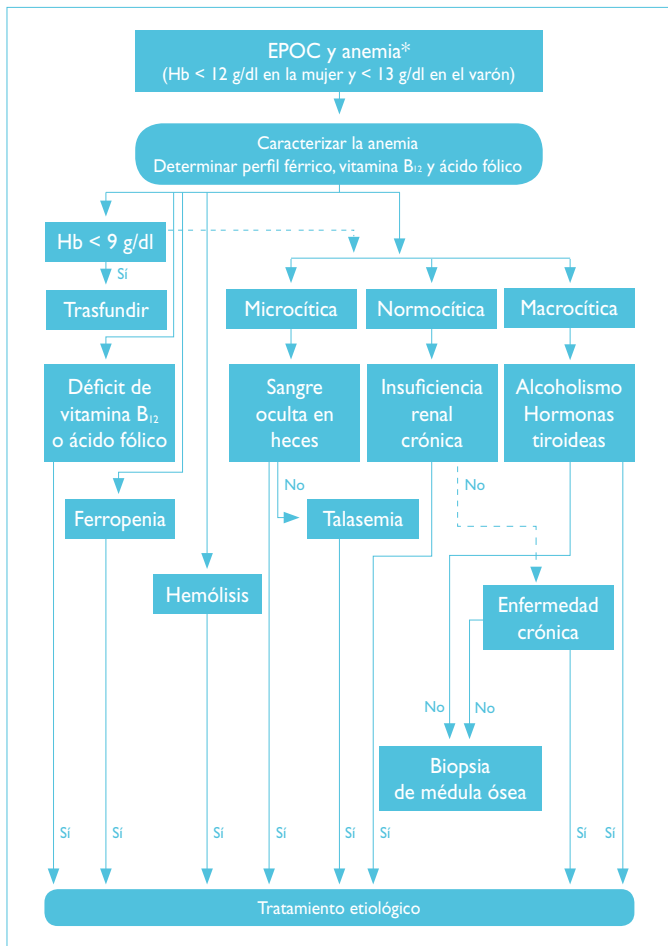 EPOC y anemia*
(Hb < 12 g/dl en la mujer y < 13 g/dl en el varón)
Caracterizar la anemia
Determinar perfil férrico, vitamina B₁₂ y ácido fólico
Hb < 9 g/dl
Sí
Trasfundir
Microcítica
Normocítica
Macrocítica
Déficit de
vitamina B₁₂
o ácido fólico
Sangre
oculta en
heces
Insuficiencia
renal
crónica
Alcoholismo
Hormonas
tiroideas
No
No
Ferropenia
Talasemia
Hemólisis
Enfermedad
crónica
No
No
Biopsia
de médula ósea
Sí
Sí
Sí
Sí
Sí
Sí
Sí
Sí
Tratamiento etiológico